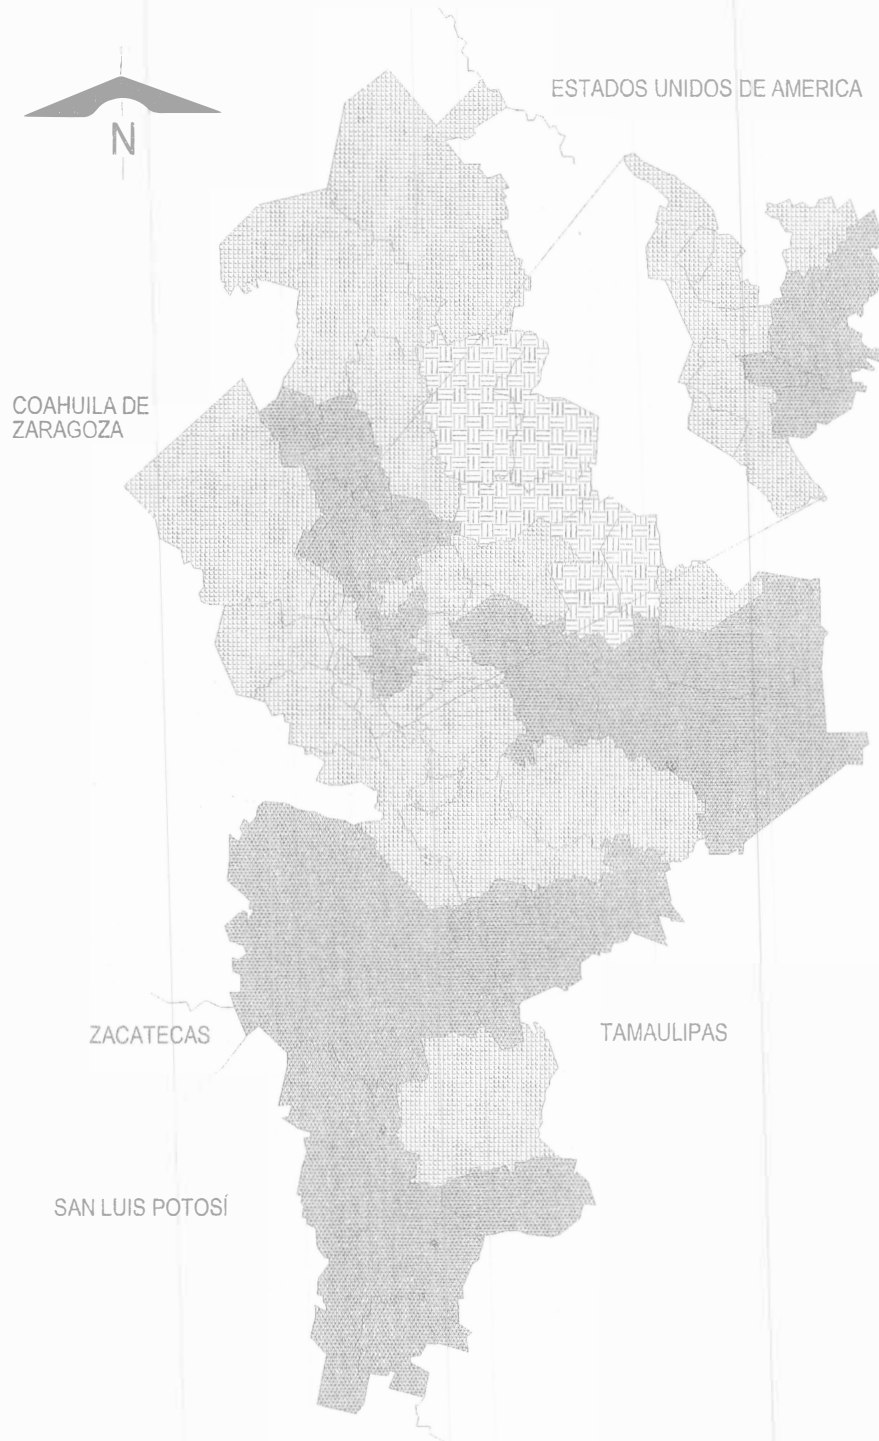 ESTADOS UNIDOS DE AMERICA
N
COAHUILA DE
ZARAGOZA
ZACATECAS
TAMAULIPAS
SAN LUIS POTOSÍ